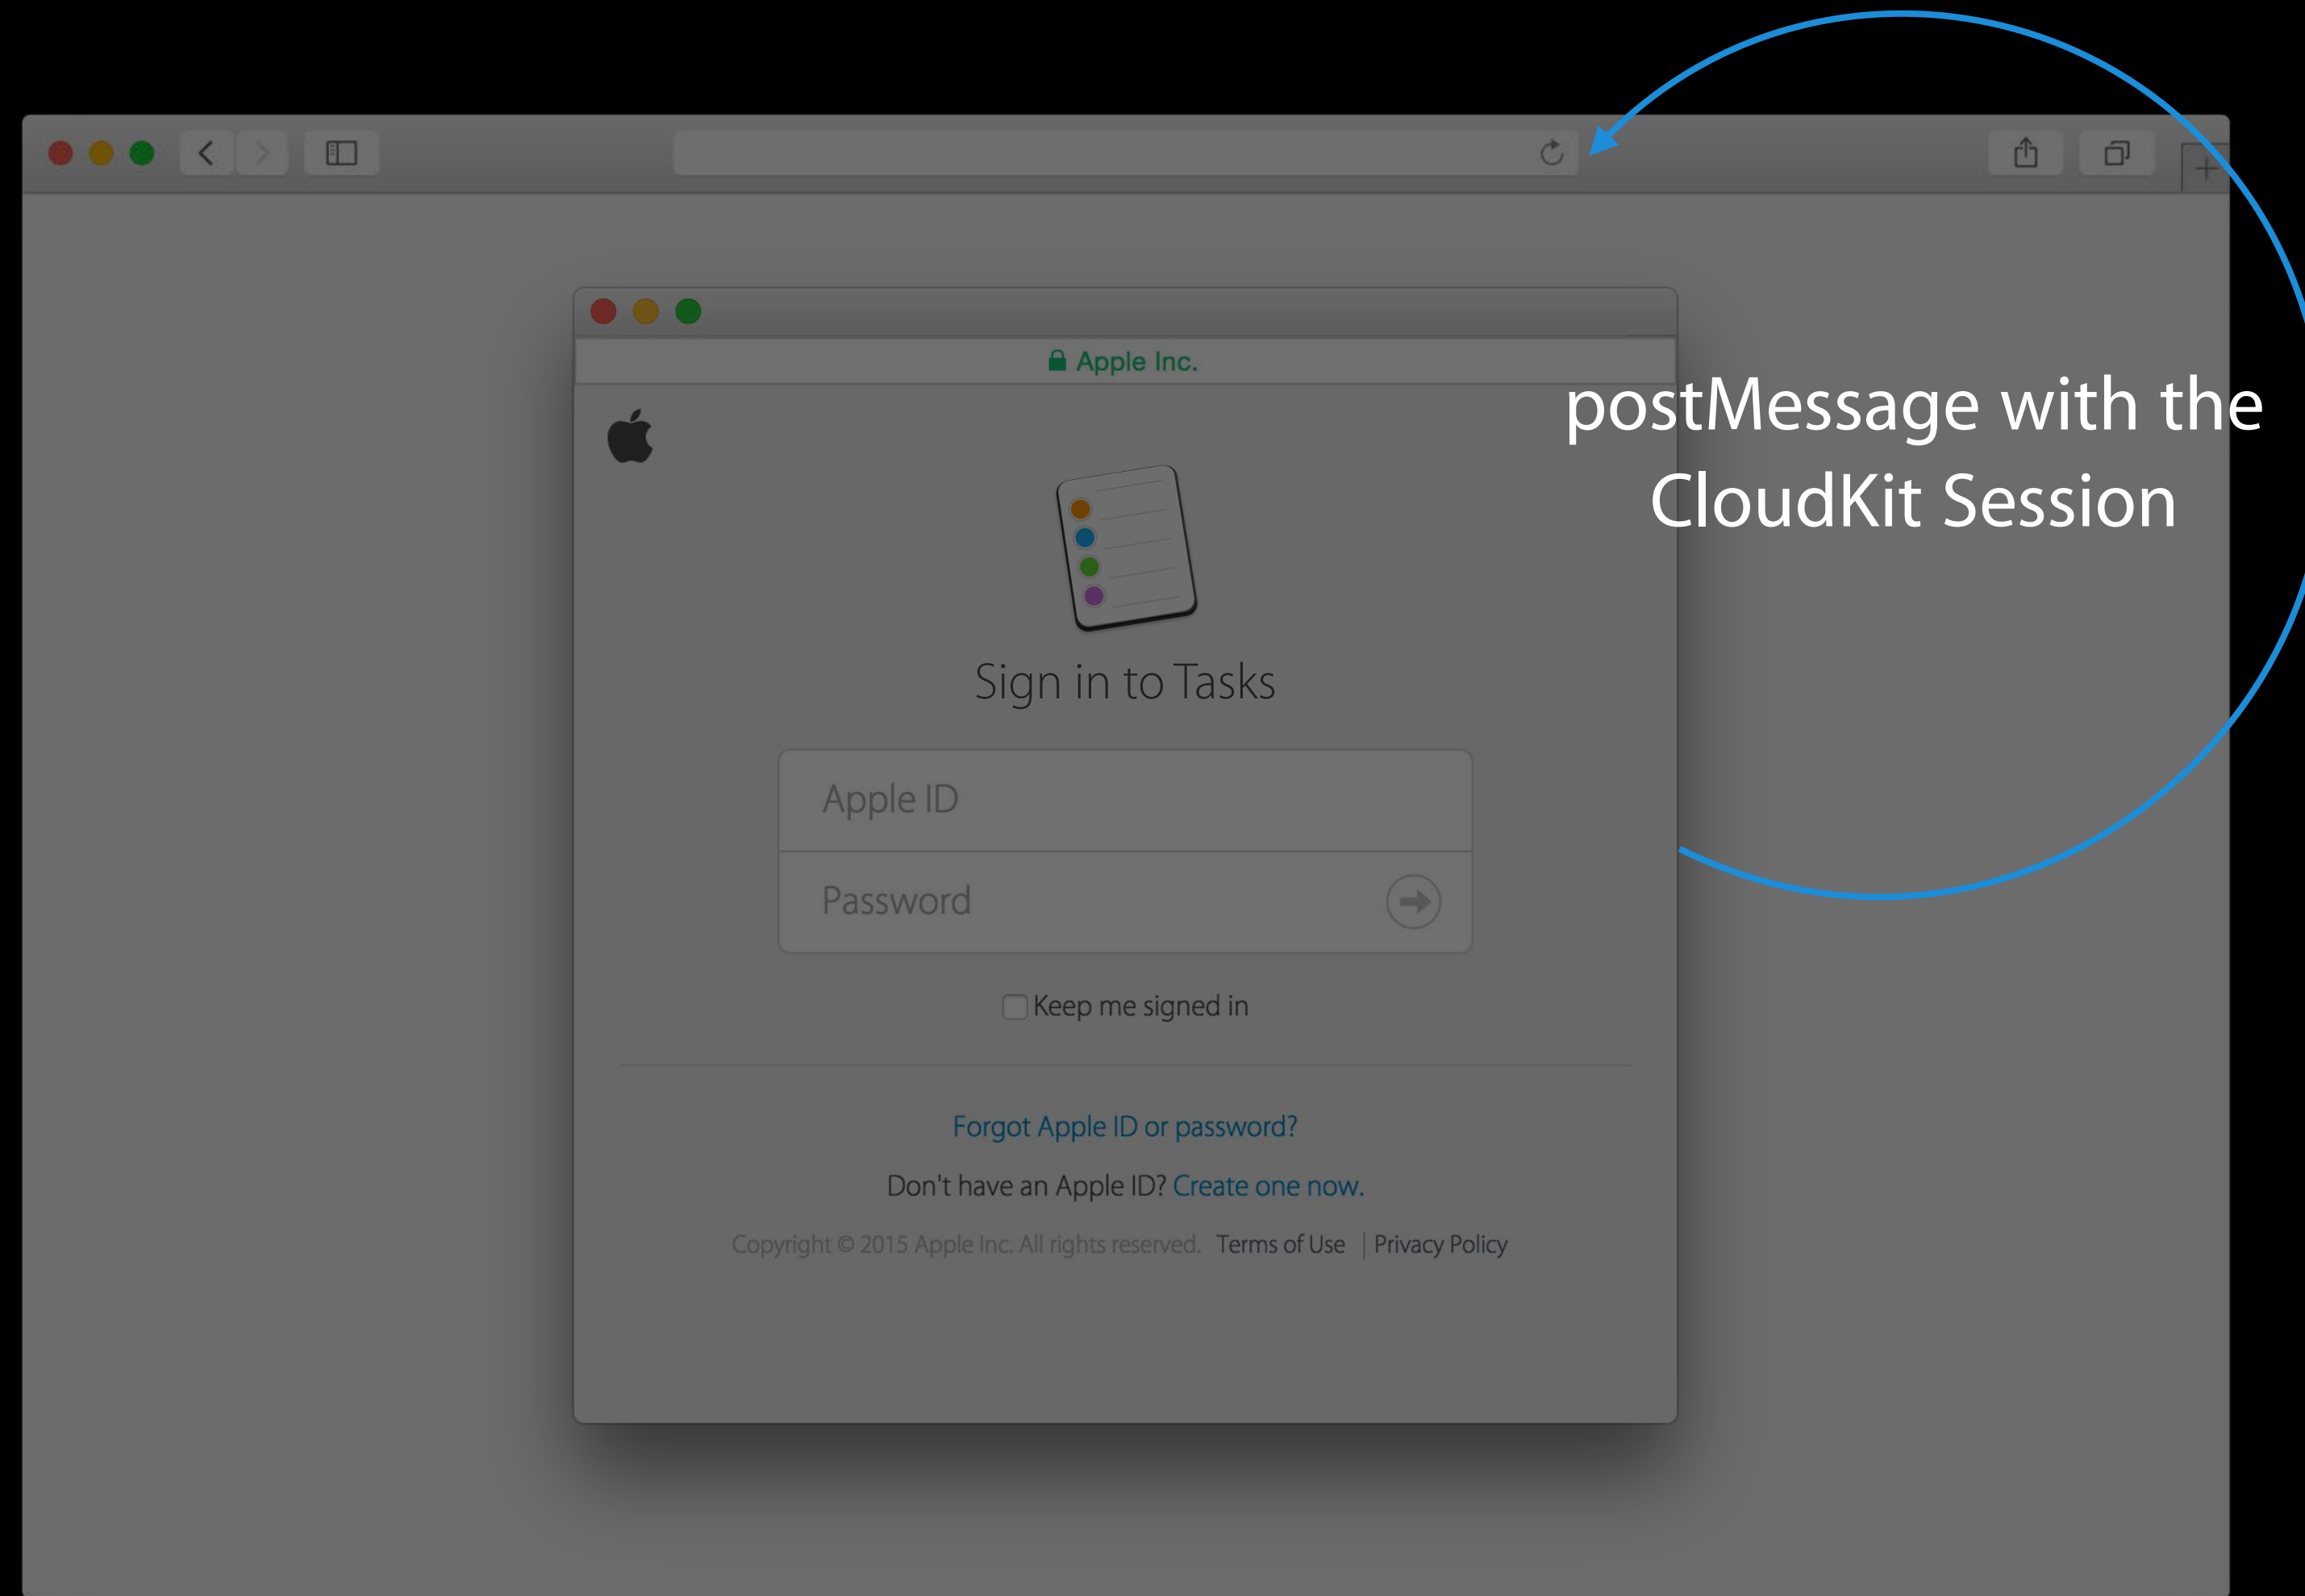 Apple Inc.
postMessage with the
CloudKit Session
Sign in to Tasks
Apple ID
Password
Keep me signed in
Forgot Apple ID or password?
Don't have an Apple ID? Create one now.
Copyright © 2015 Apple Inc. All rights reserved. Terms of Use | Privacy Policy